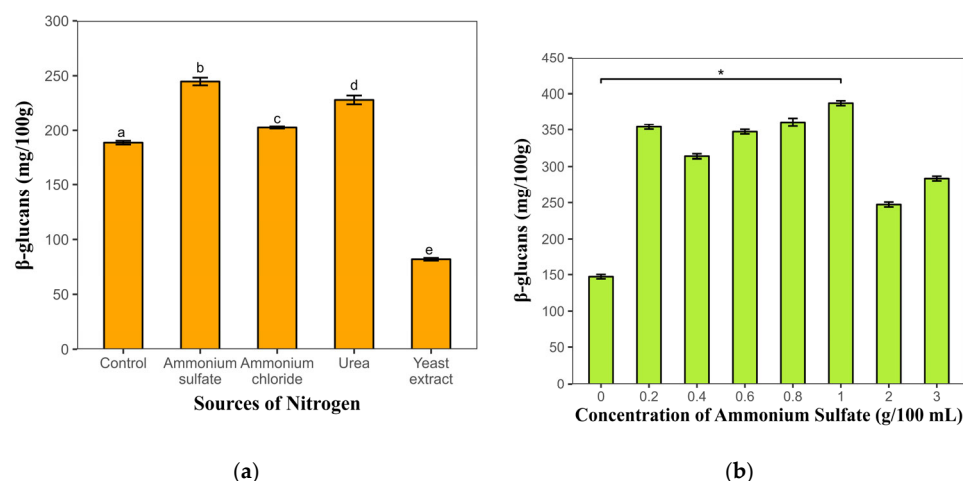 300
250
200
150
100
50
0
β-glucans (mg/100g)
a
b
c
d
e
Control
Ammonium
sulfate
Ammonium
chloride
Urea
Yeast
extract
Sources of Nitrogen
(a)
450
400
350
300
250
200
150
100
50
0
β-glucans (mg/100g)
*
0 0.2 0.4 0.6 0.8 1 2 3
Concentration of Ammonium Sulfate (g/100 mL)
(b)